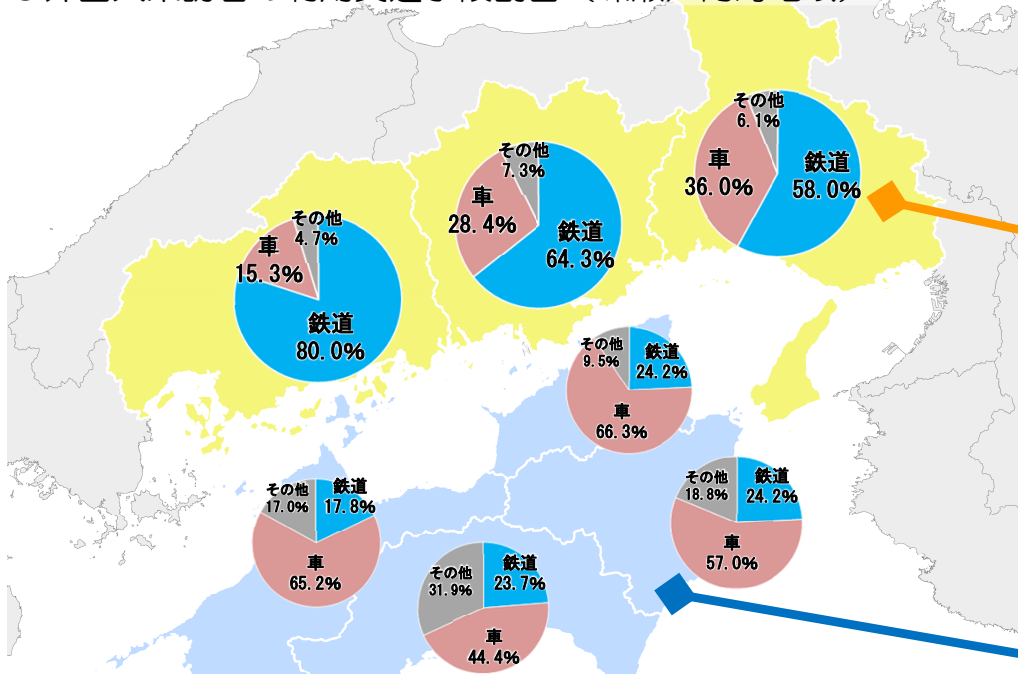 その他
6.1%
車
36.0%
鉄道
58.0%
その他
7.3%
車
28.4%
鉄道
64.3%
その他
4.7%
車
15.3%
鉄道
80.0%
その他
9.5%
鉄道
24.2%
車
66.3%
その他
18.8%
鉄道
24.2%
車
57.0%
その他
17.0%
鉄道
17.8%
車
65.2%
その他
31.9%
鉄道
23.7%
車
44.4%